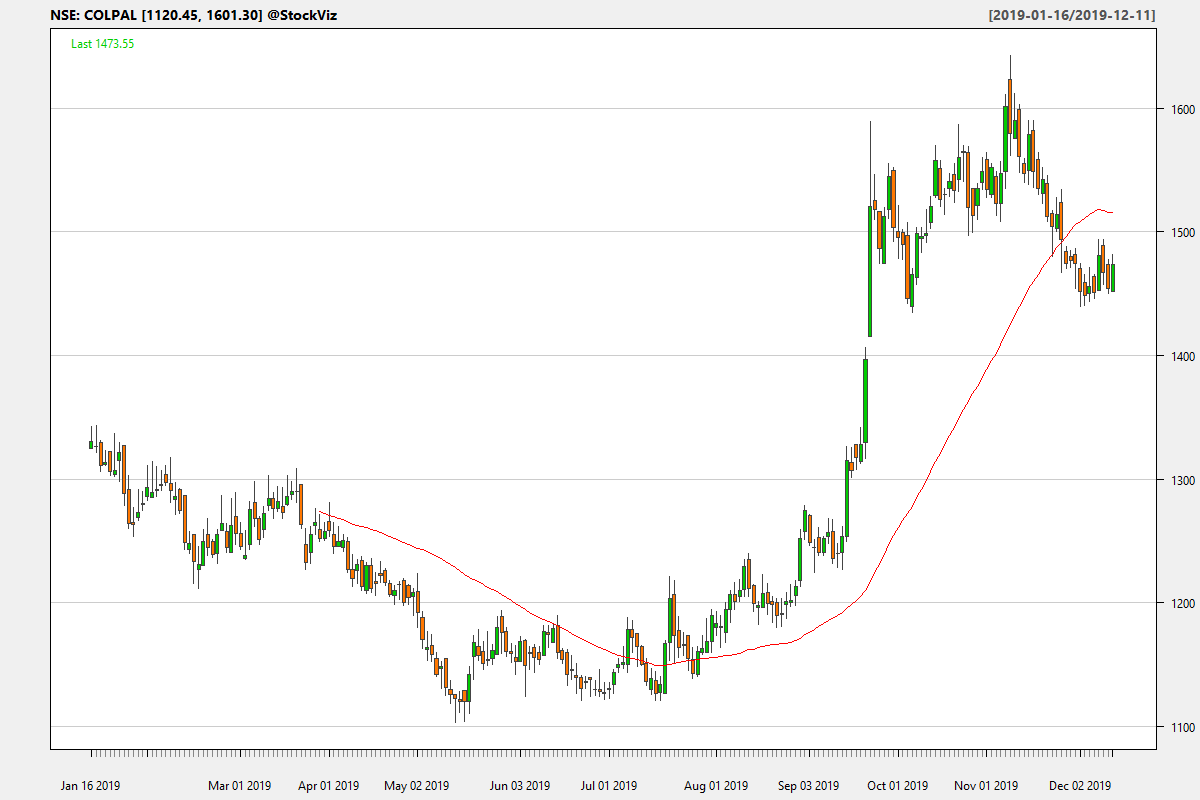 NSE: COLPAL [1120.45, 1601.30] @StockViz [2019-01-16/2019-12-11]
Last 1473.55
1600
1500
1400
1300
1200
1100
Jan 16 2019 Mar 01 2019 Apr 01 2019 May 02 2019 Jun 03 2019 Jul 01 2019 Aug 01 2019 Sep 03 2019 Oct 01 2019 Nov 01 2019 Dec 02 2019